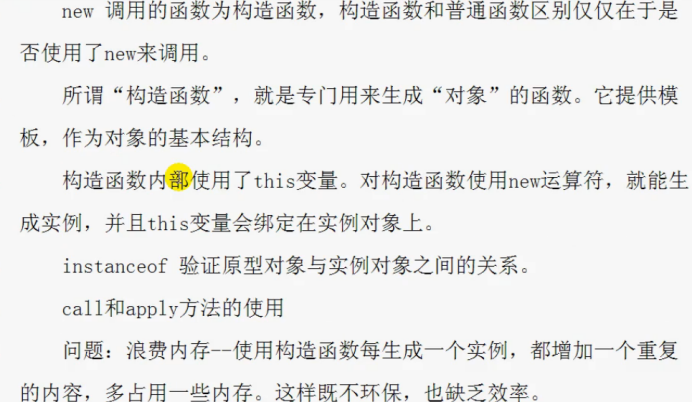 new 调用的函数为构造函数，构造函数和普通函数区别仅仅在于是
否使用了new来调用。
所谓“构造函数”，就是专门用来生成“对象”的函数。它提供模
板，作为对象的基本结构。
构造函数内部使用了this变量。对构造函数使用new运算符，就能生
成实例，并且this变量会绑定在实例对象上。
instanceof 验证原型对象与实例对象之间的关系。
call和apply方法的使用
问题：浪费内存--使用构造函数每生成一个实例，都增加一个重复
的内容，多占用一些内存。这样既不环保，也缺乏效率。